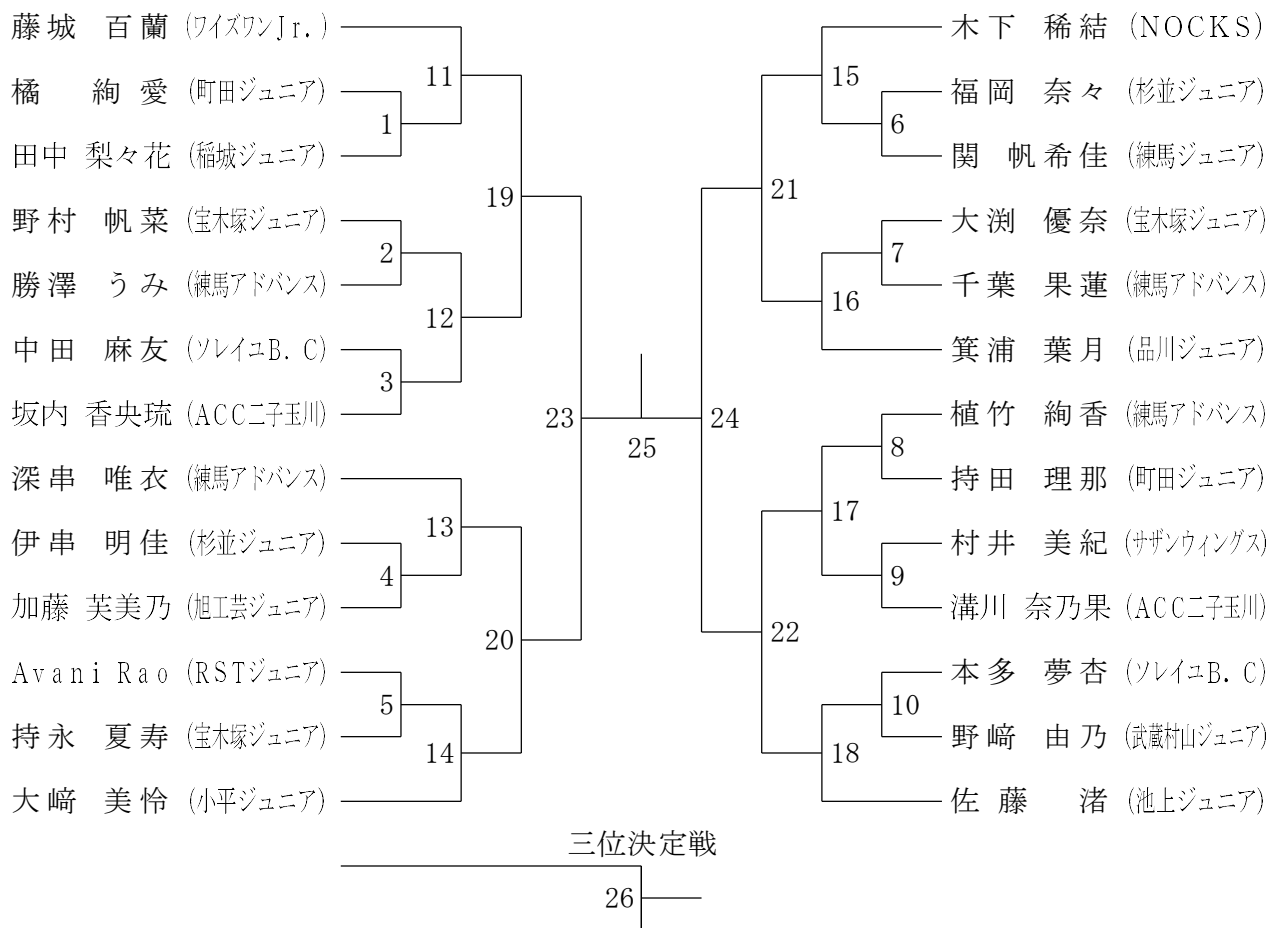 藤城 百蘭 (ワイズワンJr.)
11
橘 絢愛 (町田ジュニア)
1
田中 梨々花 (稲城ジュニア)
19
野村 帆菜 (宝木塚ジュニア)
2
勝澤 うみ (練馬アドバンス)
12
中田 麻友 (ソレイユB.C)
3
坂内 香央琉 (ACC二子玉川)
23
深串 唯衣 (練馬アドバンス)
13
伊串 明佳 (杉並ジュニア)
4
加藤 芙美乃 (旭工芸ジュニア)
20
Avani Rao (RSTジュニア)
5
持永 夏寿 (宝木塚ジュニア)
14
大﨑 美怜 (小平ジュニア)
25
木下 稀結 (NOCKS)
15
福岡 奈々 (杉並ジュニア)
6
関 帆希佳 (練馬ジュニア)
21
大渕 優奈 (宝木塚ジュニア)
7
千葉 果蓮 (練馬アドバンス)
16
箕浦 葉月 (品川ジュニア)
24
植竹 絢香 (練馬アドバンス)
8
持田 理那 (町田ジュニア)
17
村井 美紀 (サザンウィングス)
9
溝川 奈乃果 (ACC二子玉川)
22
本多 夢杏 (ソレイユB.C)
10
野﨑 由乃 (武蔵村山ジュニア)
18
佐藤 渚 (池上ジュニア)
三位決定戦
26